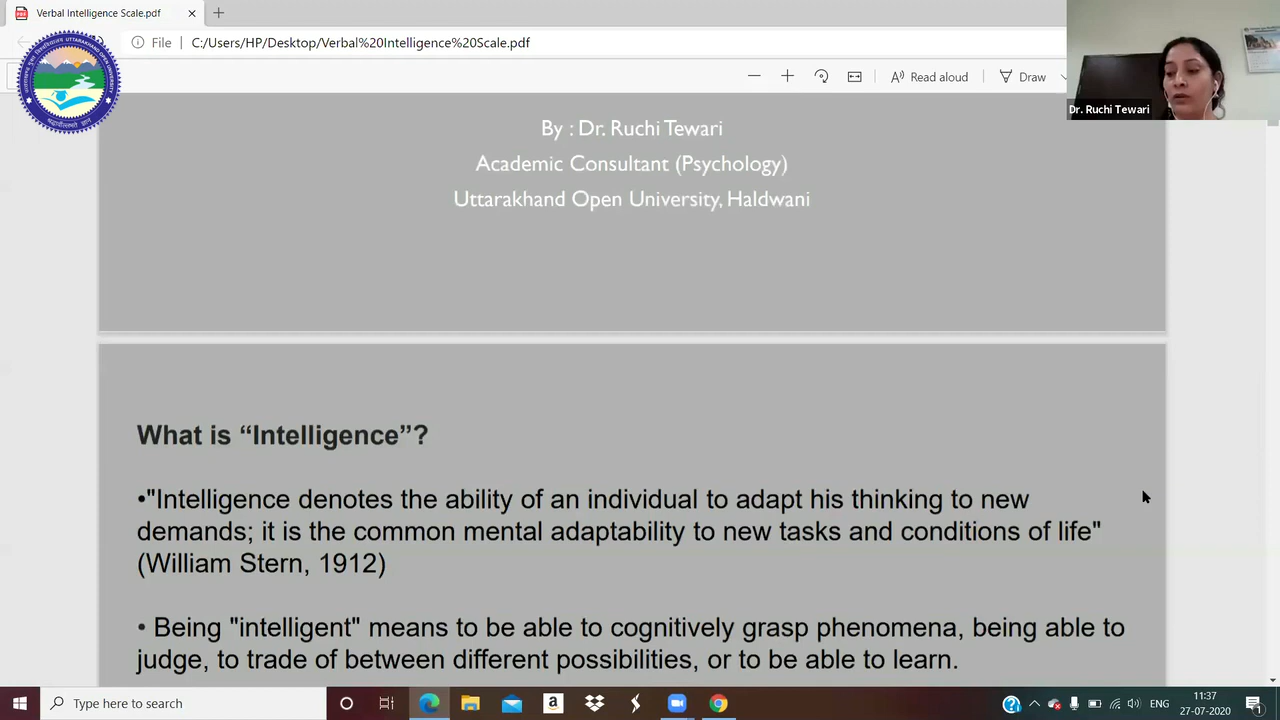 Verbal Intelligence Scale.pdf
File
C:/Users/HP/Desktop/Verbal%20Intelligence%20Scale.pdf
Read aloud
Draw
Dr. Ruchi Tewari
By : Dr. Ruchi Tewari
Academic Consultant (Psychology)
Uttarakhand Open University, Haldwani
What is “Intelligence”?
•"Intelligence denotes the ability of an individual to adapt his thinking to new
demands; it is the common mental adaptability to new tasks and conditions of life"
(William Stern, 1912)
• Being "intelligent" means to be able to cognitively grasp phenomena, being able to
judge, to trade of between different possibilities, or to be able to learn.
Type here to search
ENG
11:37
27-07-2020